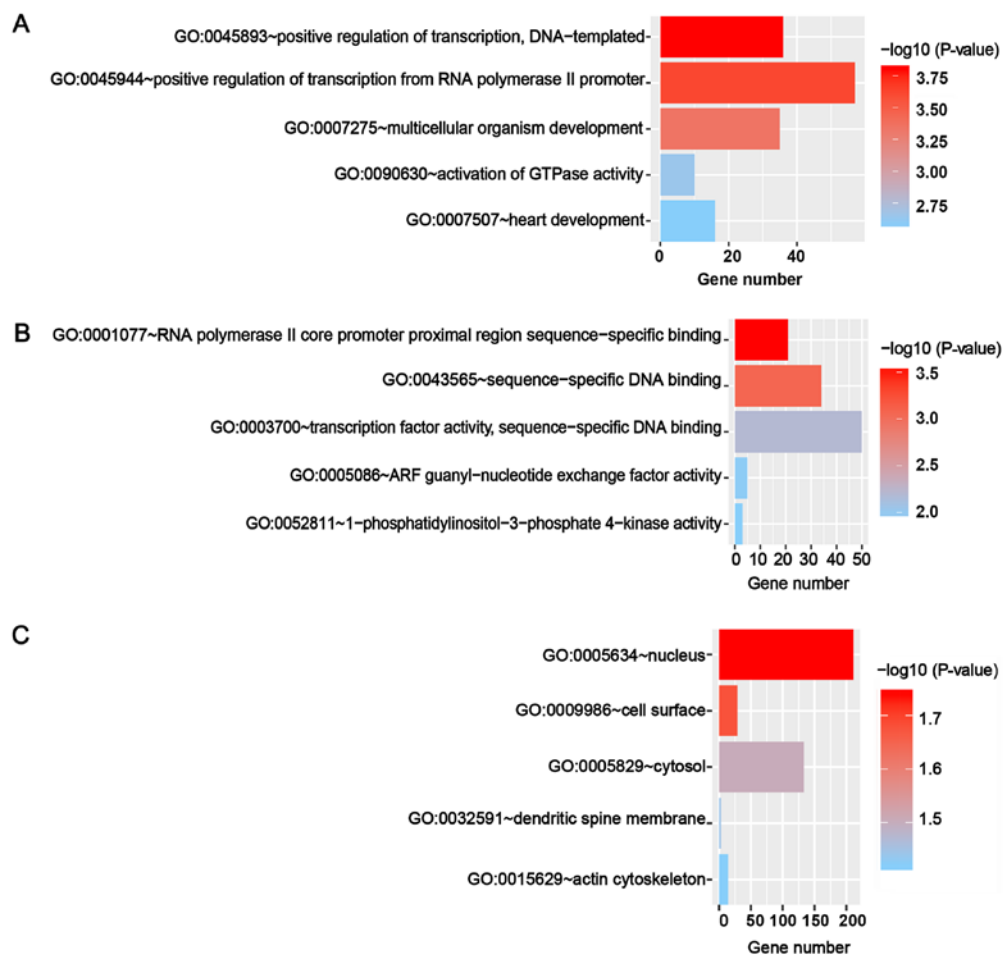 A
GO:0045893~positive regulation of transcription, DNA−templated
GO:0045944~positive regulation of transcription from RNA polymerase II promoter
GO:0007275~multicellular organism development
GO:0090630~activation of GTPase activity
GO:0007507~heart development
0 20 40
Gene number
−log10 (P-value)
3.75
3.50
3.25
3.00
2.75
B
GO:0001077~RNA polymerase II core promoter proximal region sequence−specific binding
GO:0043565~sequence−specific DNA binding
GO:0003700~transcription factor activity, sequence−specific DNA binding
GO:0005086~ARF guanyl−nucleotide exchange factor activity
GO:0052811~1−phosphatidylinositol−3−phosphate 4−kinase activity
0 10 20 30 40 50
Gene number
−log10 (P-value)
3.5
3.0
2.5
2.0
C
GO:0005634~nucleus
GO:0009986~cell surface
GO:0005829~cytosol
GO:0032591~dendritic spine membrane
GO:0015629~actin cytoskeleton
0 50 100 150 200
Gene number
−log10 (P-value)
1.7
1.6
1.5